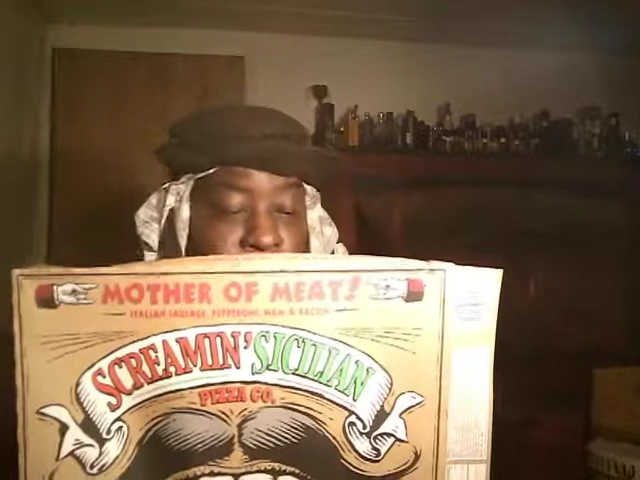 MOTHER OF MEAT!
ITALIAN SAUSAGE, PEPPERONI, HAM & BACON
SCREAMIN' SICILIAN
PIZZA CO.